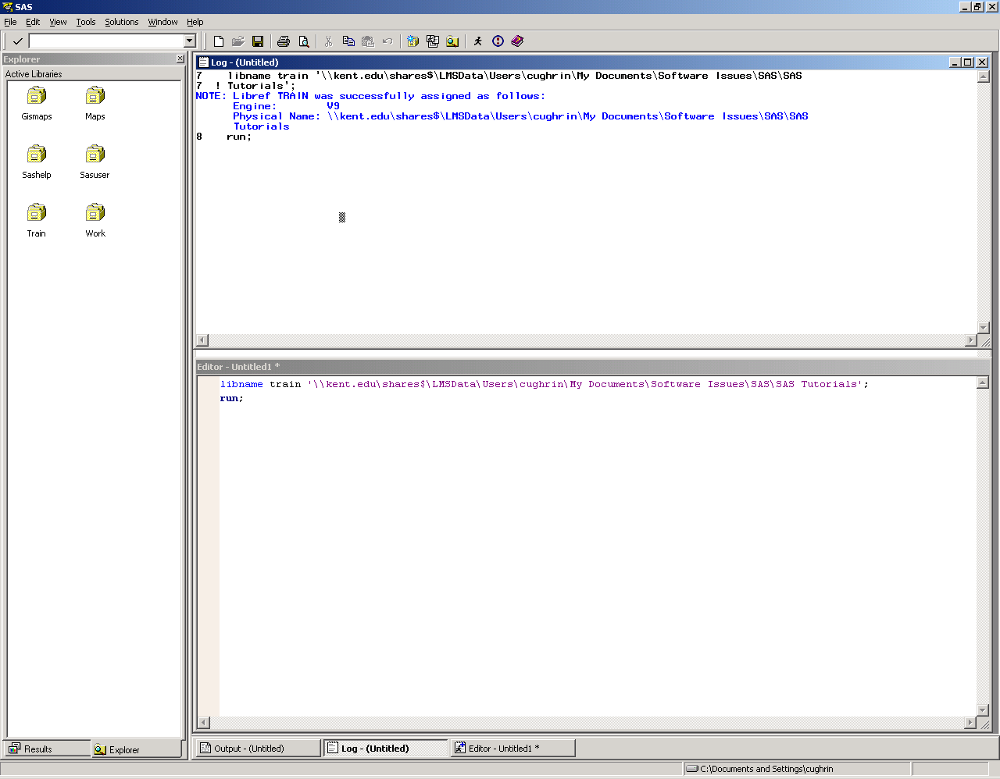 SAS
File Edit View Tools Solutions Window Help
Explorer
Active Libraries
Gismaps Maps
Sashelp Sasuser
Train Work
Results Explorer
Log - (Untitled)
7    libname train '\\kent.edu\shares$\LMSData\Users\cughrin\My Documents\Software Issues\SAS\SAS
7  ! Tutorials';
NOTE: Libref TRAIN was successfully assigned as follows:
      Engine:        V9
      Physical Name: \\kent.edu\shares$\LMSData\Users\cughrin\My Documents\Software Issues\SAS\SAS
      Tutorials
8    run;
Editor - Untitled1 *
libname train '\\kent.edu\shares$\LMSData\Users\cughrin\My Documents\Software Issues\SAS\SAS Tutorials';
run;
Output - (Untitled) Log - (Untitled) Editor - Untitled1 *
C:\Documents and Settings\cughrin